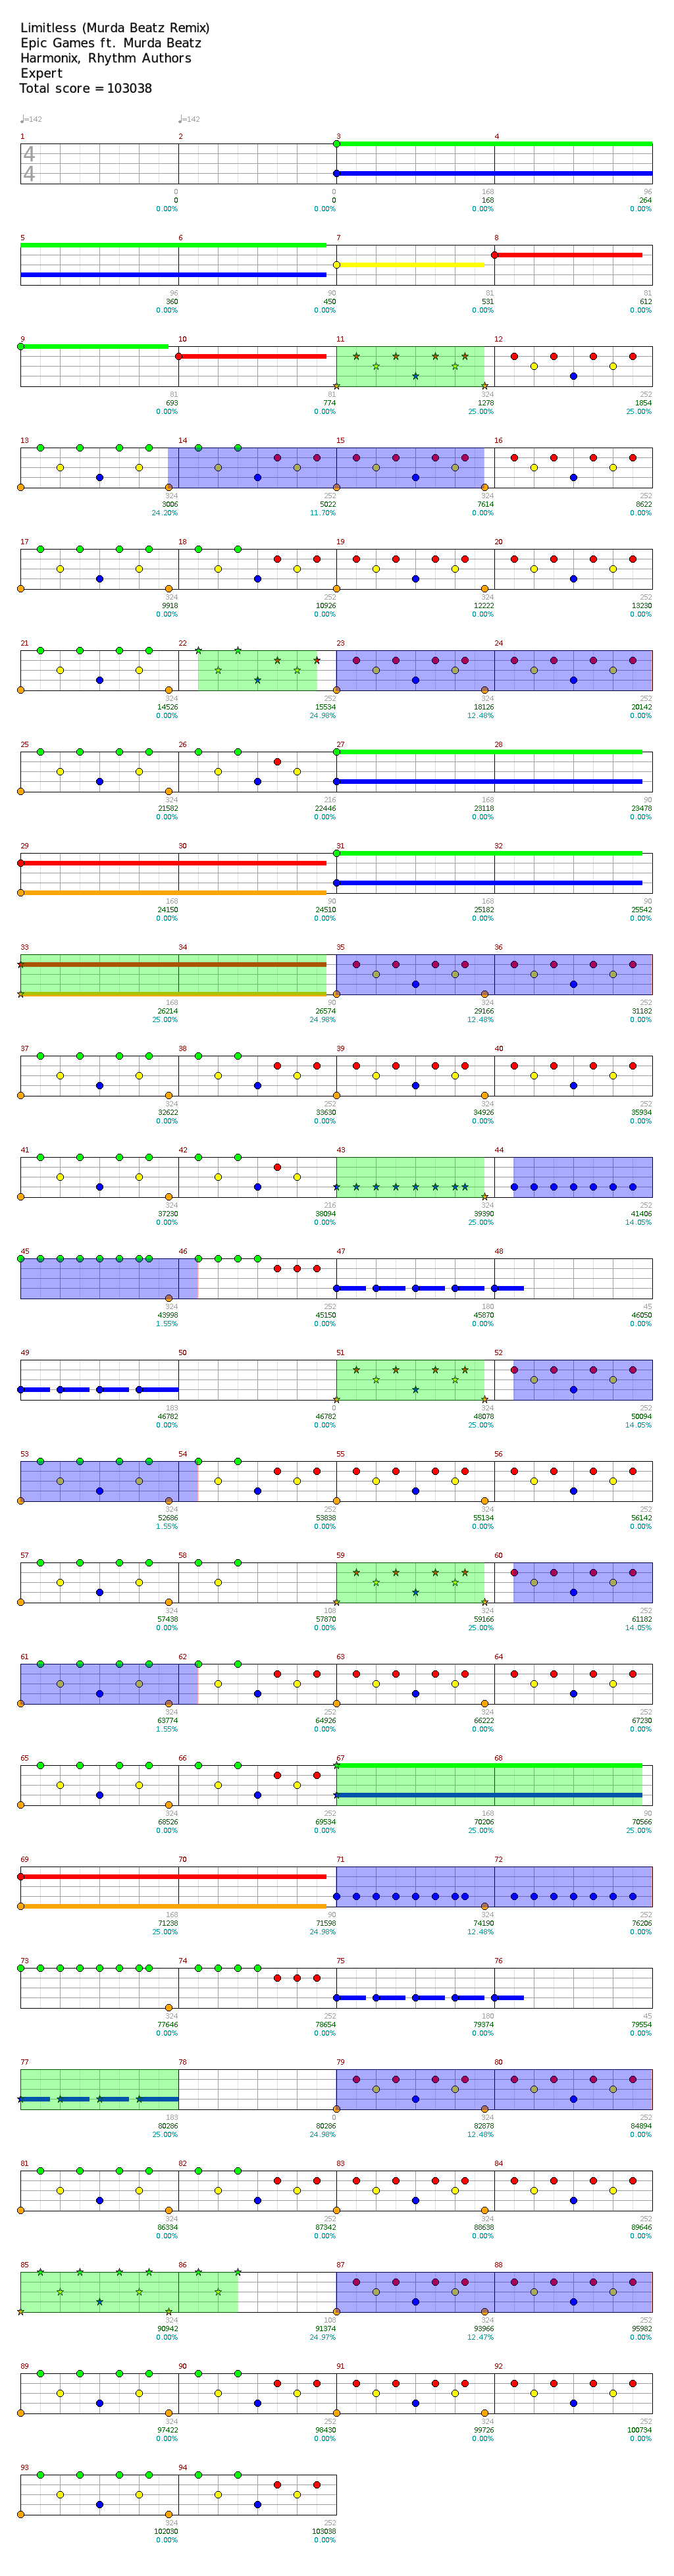 Limitless (Murda Beatz Remix)
Epic Games ft. Murda Beatz
Harmonix, Rhythm Authors
Expert
Total score = 103038
♩=142 ♩=142
1 2 3 4
4
4
0 0 168 96
0 0 168 264
0.00% 0.00% 0.00% 0.00%
5 6 7 8
96 90 81 81
360 450 531 612
0.00% 0.00% 0.00% 0.00%
9 10 11 12
81 81 324 252
693 774 1278 1854
0.00% 0.00% 25.00% 25.00%
13 14 15 16
324 252 324 252
3006 5022 7614 8622
24.20% 11.70% 0.00% 0.00%
17 18 19 20
324 252 324 252
9918 10926 12222 13230
0.00% 0.00% 0.00% 0.00%
21 22 23 24
324 252 324 252
14526 15534 18126 20142
0.00% 24.98% 12.48% 0.00%
25 26 27 28
324 216 168 90
21582 22446 23118 23478
0.00% 0.00% 0.00% 0.00%
29 30 31 32
168 90 168 90
24150 24510 25182 25542
0.00% 0.00% 0.00% 0.00%
33 34 35 36
168 90 324 252
26214 26574 29166 31182
25.00% 24.98% 12.48% 0.00%
37 38 39 40
324 252 324 252
32622 33630 34926 35934
0.00% 0.00% 0.00% 0.00%
41 42 43 44
324 216 324 252
37230 38094 39390 41406
0.00% 0.00% 25.00% 14.05%
45 46 47 48
324 252 180 45
43998 45150 45870 46050
1.55% 0.00% 0.00% 0.00%
49 50 51 52
183 0 324 252
46782 46782 48078 50094
0.00% 0.00% 25.00% 14.05%
53 54 55 56
324 252 324 252
52686 53838 55134 56142
1.55% 0.00% 0.00% 0.00%
57 58 59 60
324 108 324 252
57438 57870 59166 61182
0.00% 0.00% 25.00% 14.05%
61 62 63 64
324 252 324 252
63774 64926 66222 67230
1.55% 0.00% 0.00% 0.00%
65 66 67 68
324 252 168 90
68526 69534 70206 70566
0.00% 0.00% 25.00% 25.00%
69 70 71 72
168 90 324 252
71238 71598 74190 76206
25.00% 24.98% 12.48% 0.00%
73 74 75 76
324 252 180 45
77646 78654 79374 79554
0.00% 0.00% 0.00% 0.00%
77 78 79 80
183 0 324 252
80286 80286 82878 84894
25.00% 24.98% 12.48% 0.00%
81 82 83 84
324 252 324 252
86334 87342 88638 89646
0.00% 0.00% 0.00% 0.00%
85 86 87 88
324 108 324 252
90942 91374 93966 95982
0.00% 24.97% 12.47% 0.00%
89 90 91 92
324 252 324 252
97422 98430 99726 100734
0.00% 0.00% 0.00% 0.00%
93 94
324 252
102030 103038
0.00% 0.00%